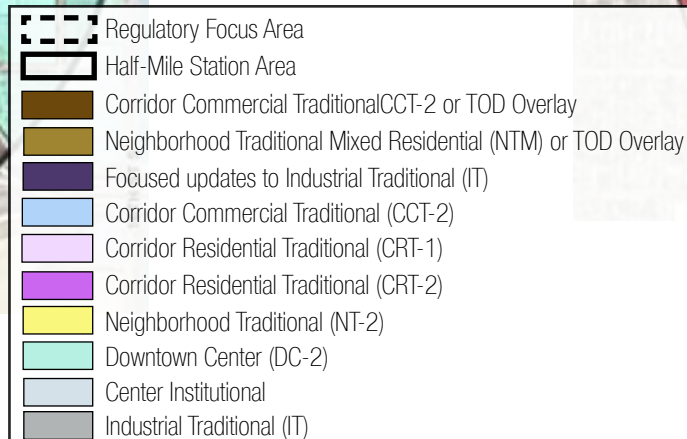 Regulatory Focus Area
Half-Mile Station Area
Corridor Commercial TraditionalCCT-2 or TOD Overlay
Neighborhood Traditional Mixed Residential (NTM) or TOD Overlay
Focused updates to Industrial Traditional (IT)
Corridor Commercial Traditional (CCT-2)
Corridor Residential Traditional (CRT-1)
Corridor Residential Traditional (CRT-2)
Neighborhood Traditional (NT-2)
Downtown Center (DC-2)
Center Institutional
Industrial Traditional (IT)